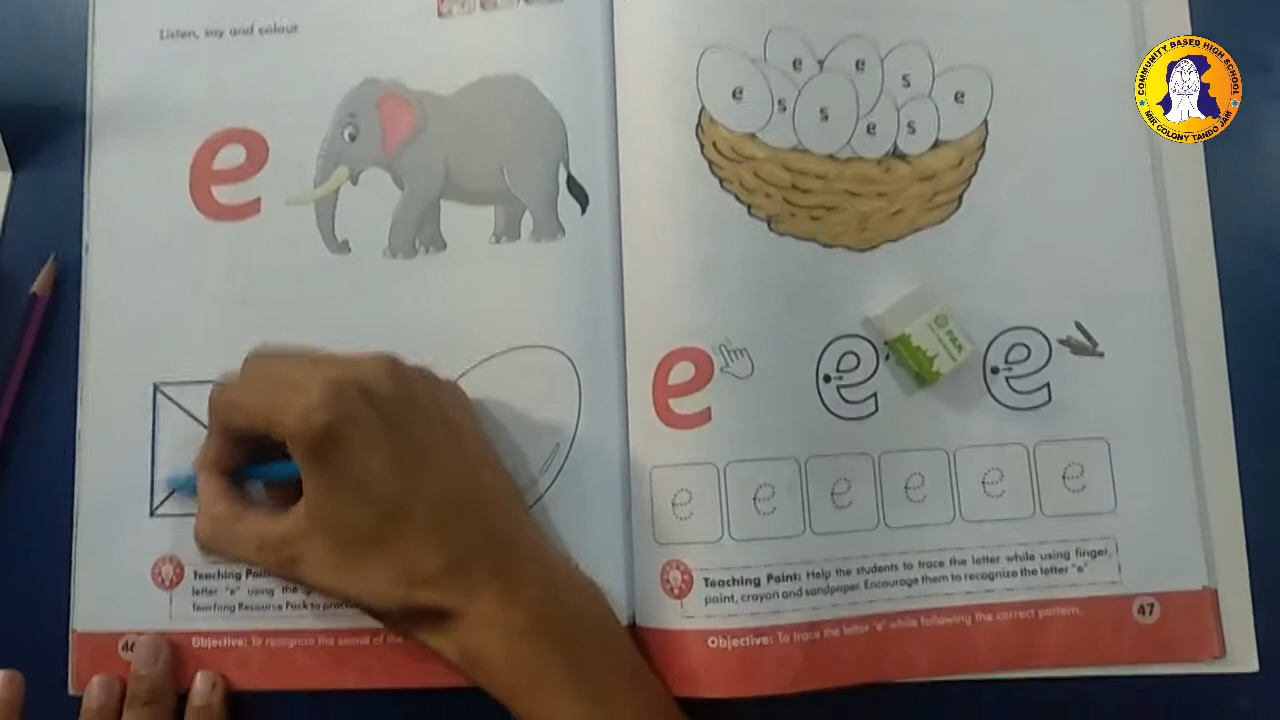 Listen, say and colour
e
Teaching
letter "e" using the
Teaching Resource Pack to
46
Objective: To recognize the sound of the
e e s e
e s s e s
e e e
PAK
e e e e e e
Teaching Point: Help the students to trace the letter while using finger,
paint, crayon and sandpaper. Encourage them to recognize the letter "e"
Objective: To trace the letter "e" while following the correct pattern.
47
COMMUNITY BASED HIGH SCHOOL
MIR COLONY TANDO JAM